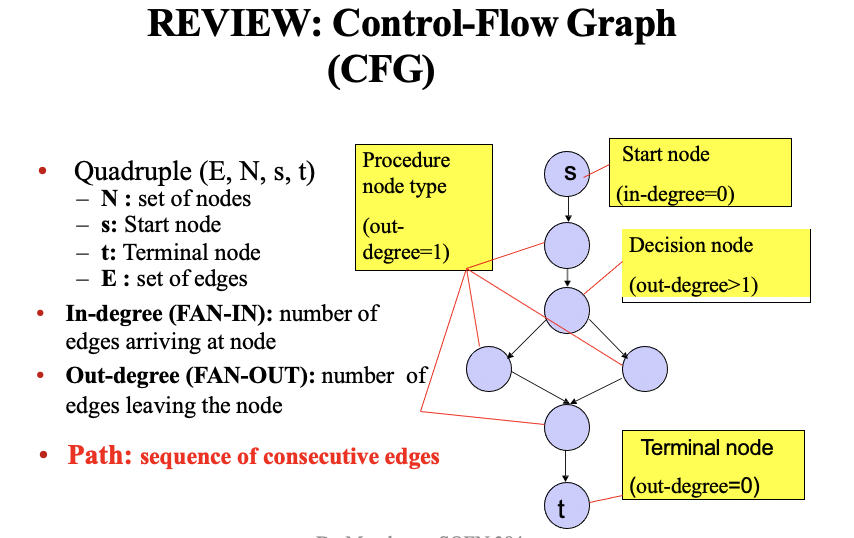 REVIEW: Control-Flow Graph
(CFG)
• Quadruple (E, N, s, t)
– N : set of nodes
– s: Start node
– t: Terminal node
– E : set of edges
• In-degree (FAN-IN): number of
edges arriving at node
• Out-degree (FAN-OUT): number of
edges leaving the node
• Path: sequence of consecutive edges
Procedure
node type
(out-
degree=1)
s
Start node
(in-degree=0)
Decision node
(out-degree>1)
Terminal node
(out-degree=0)
t